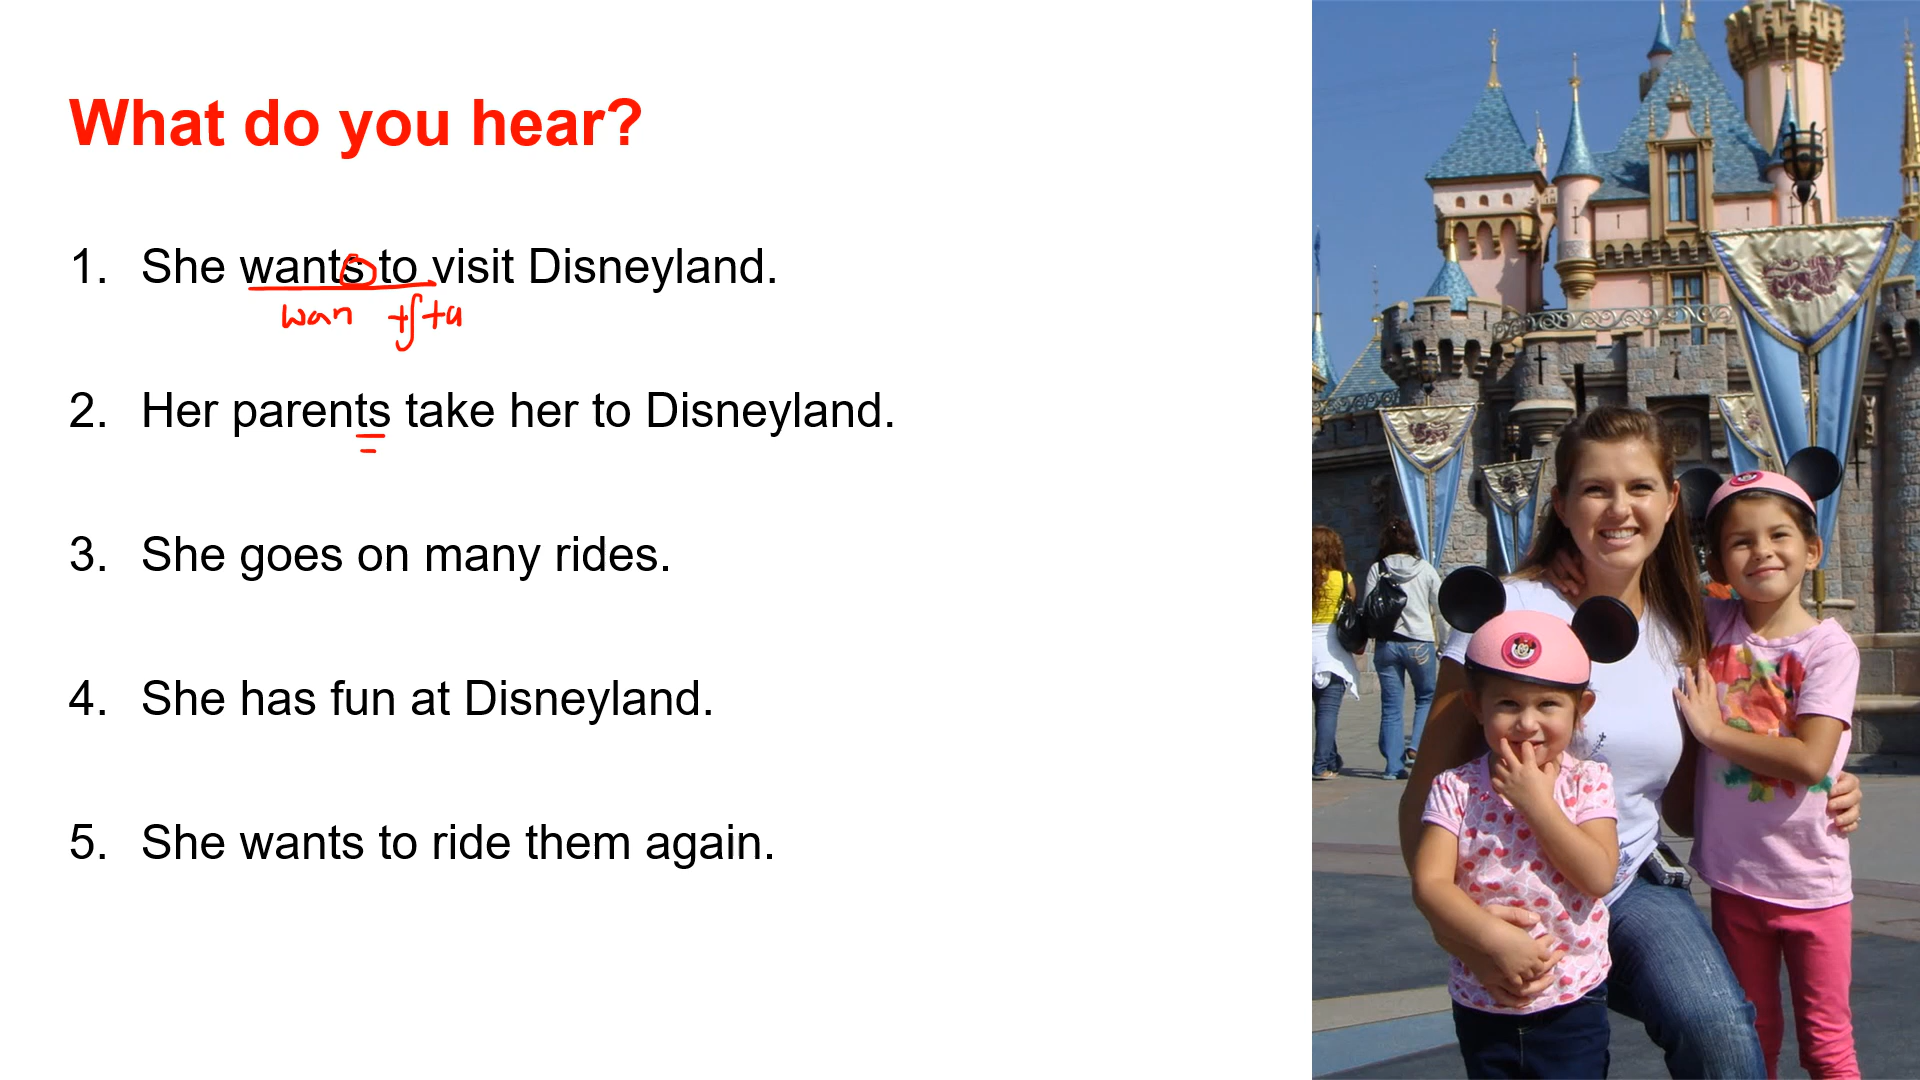 What do you hear?
1. She wants to visit Disneyland.
wan tʃta
2. Her parents take her to Disneyland.
3. She goes on many rides.
4. She has fun at Disneyland.
5. She wants to ride them again.